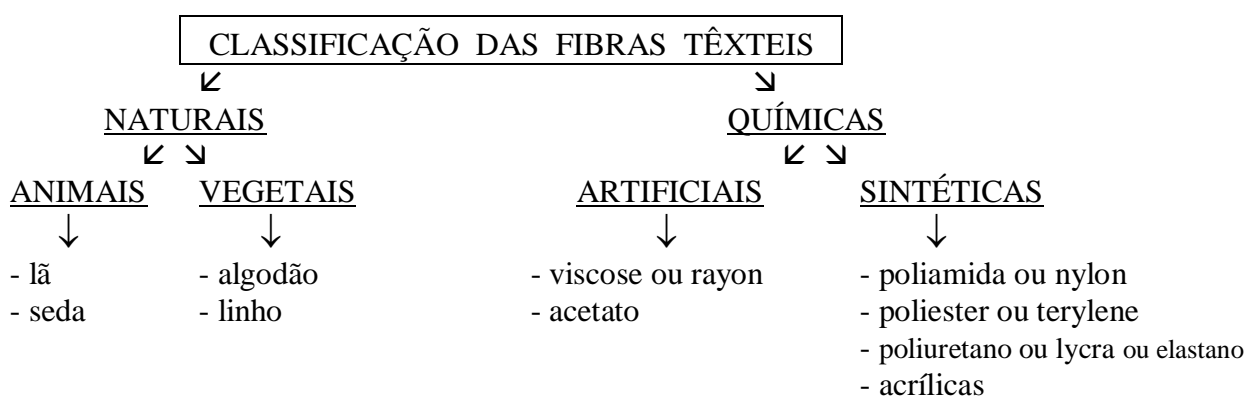 CLASSIFICAÇÃO DAS FIBRAS TÊXTEIS
NATURAIS QUÍMICAS
ANIMAIS VEGETAIS ARTIFICIAIS SINTÉTICAS
- lã - algodão - viscose ou rayon - poliamida ou nylon
- seda - linho - acetato - poliester ou terylene
- poliuretano ou lycra ou elastano
- acrílicas